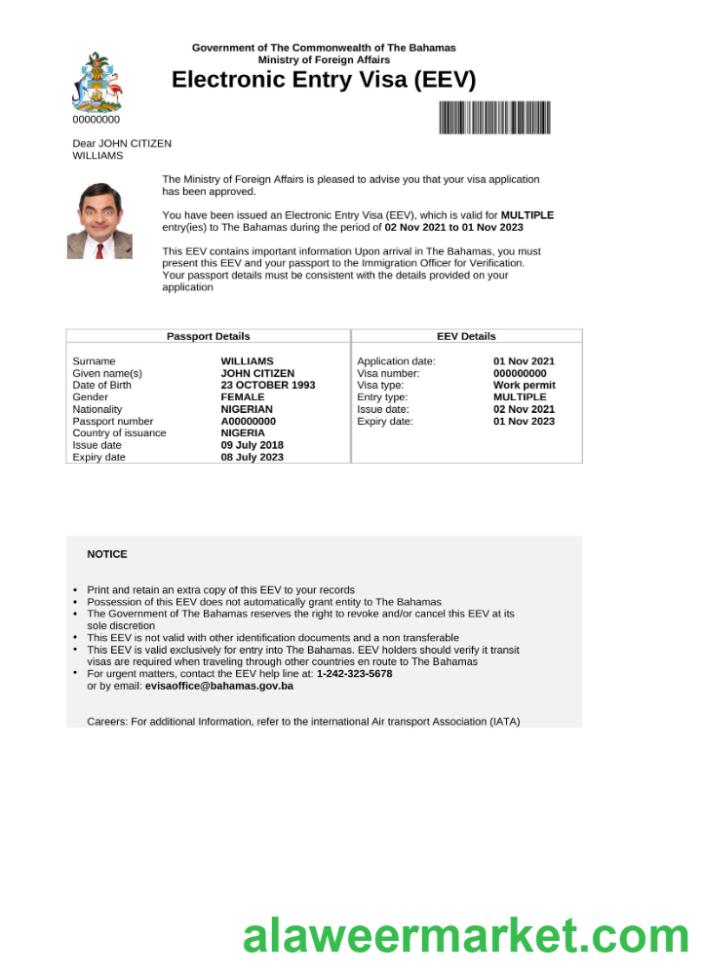 Government of The Commonwealth of The Bahamas
Ministry of Foreign Affairs
Electronic Entry Visa (EEV)
00000000
Dear JOHN CITIZEN
WILLIAMS
The Ministry of Foreign Affairs is pleased to advise you that your visa application
has been approved.
You have been issued an Electronic Entry Visa (EEV), which is valid for MULTIPLE
entry(ies) to The Bahamas during the period of 02 Nov 2021 to 01 Nov 2023
This EEV contains important information Upon arrival in The Bahamas, you must
present this EEV and your passport to the Immigration Officer for Verification.
Your passport details must be consistent with the details provided on your
application
Passport Details
Surname WILLIAMS
Given name(s) JOHN CITIZEN
Date of Birth 23 OCTOBER 1993
Gender FEMALE
Nationality NIGERIAN
Passport number A00000000
Country of issuance NIGERIA
Issue date 09 July 2018
Expiry date 08 July 2023
EEV Details
Application date: 01 Nov 2021
Visa number: 000000000
Visa type: Work permit
Entry type: MULTIPLE
Issue date: 02 Nov 2021
Expiry date: 01 Nov 2023
NOTICE
• Print and retain an extra copy of this EEV to your records
• Possession of this EEV does not automatically grant entity to The Bahamas
• The Government of The Bahamas reserves the right to revoke and/or cancel this EEV at its
sole discretion
• This EEV is not valid with other identification documents and a non transferable
• This EEV is valid exclusively for entry into The Bahamas. EEV holders should verify it transit
visas are required when traveling through other countries en route to The Bahamas
• For urgent matters, contact the EEV help line at: 1-242-323-5678
or by email: evisaoffice@bahamas.gov.ba
Careers: For additional Information, refer to the international Air transport Association (IATA)
alaweermarket.com